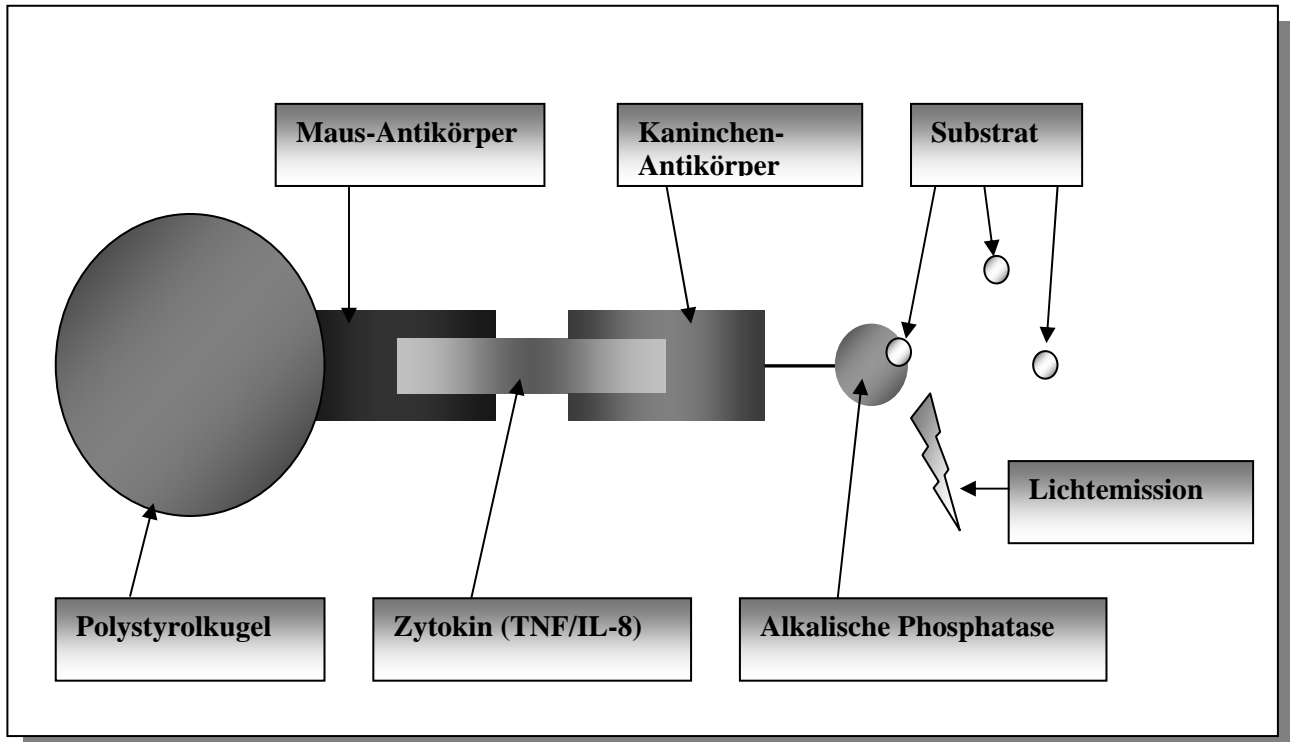 Maus-Antikörper
Kaninchen-
Antikörper
Substrat
Lichtemission
Polystyrolkugel
Zytokin (TNF/IL-8)
Alkalische Phosphatase